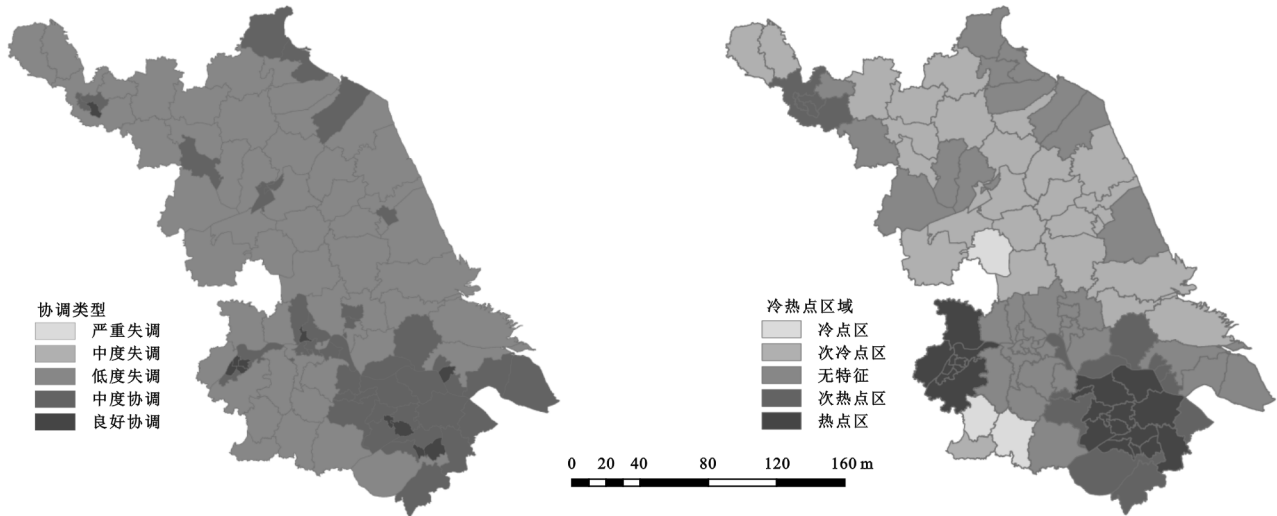 协调类型
严重失调
中度失调
低度失调
中度协调
良好协调
冷热点区域
冷点区
次冷点区
无特征
次热点区
热点区
0 20 40 80 120 160 m